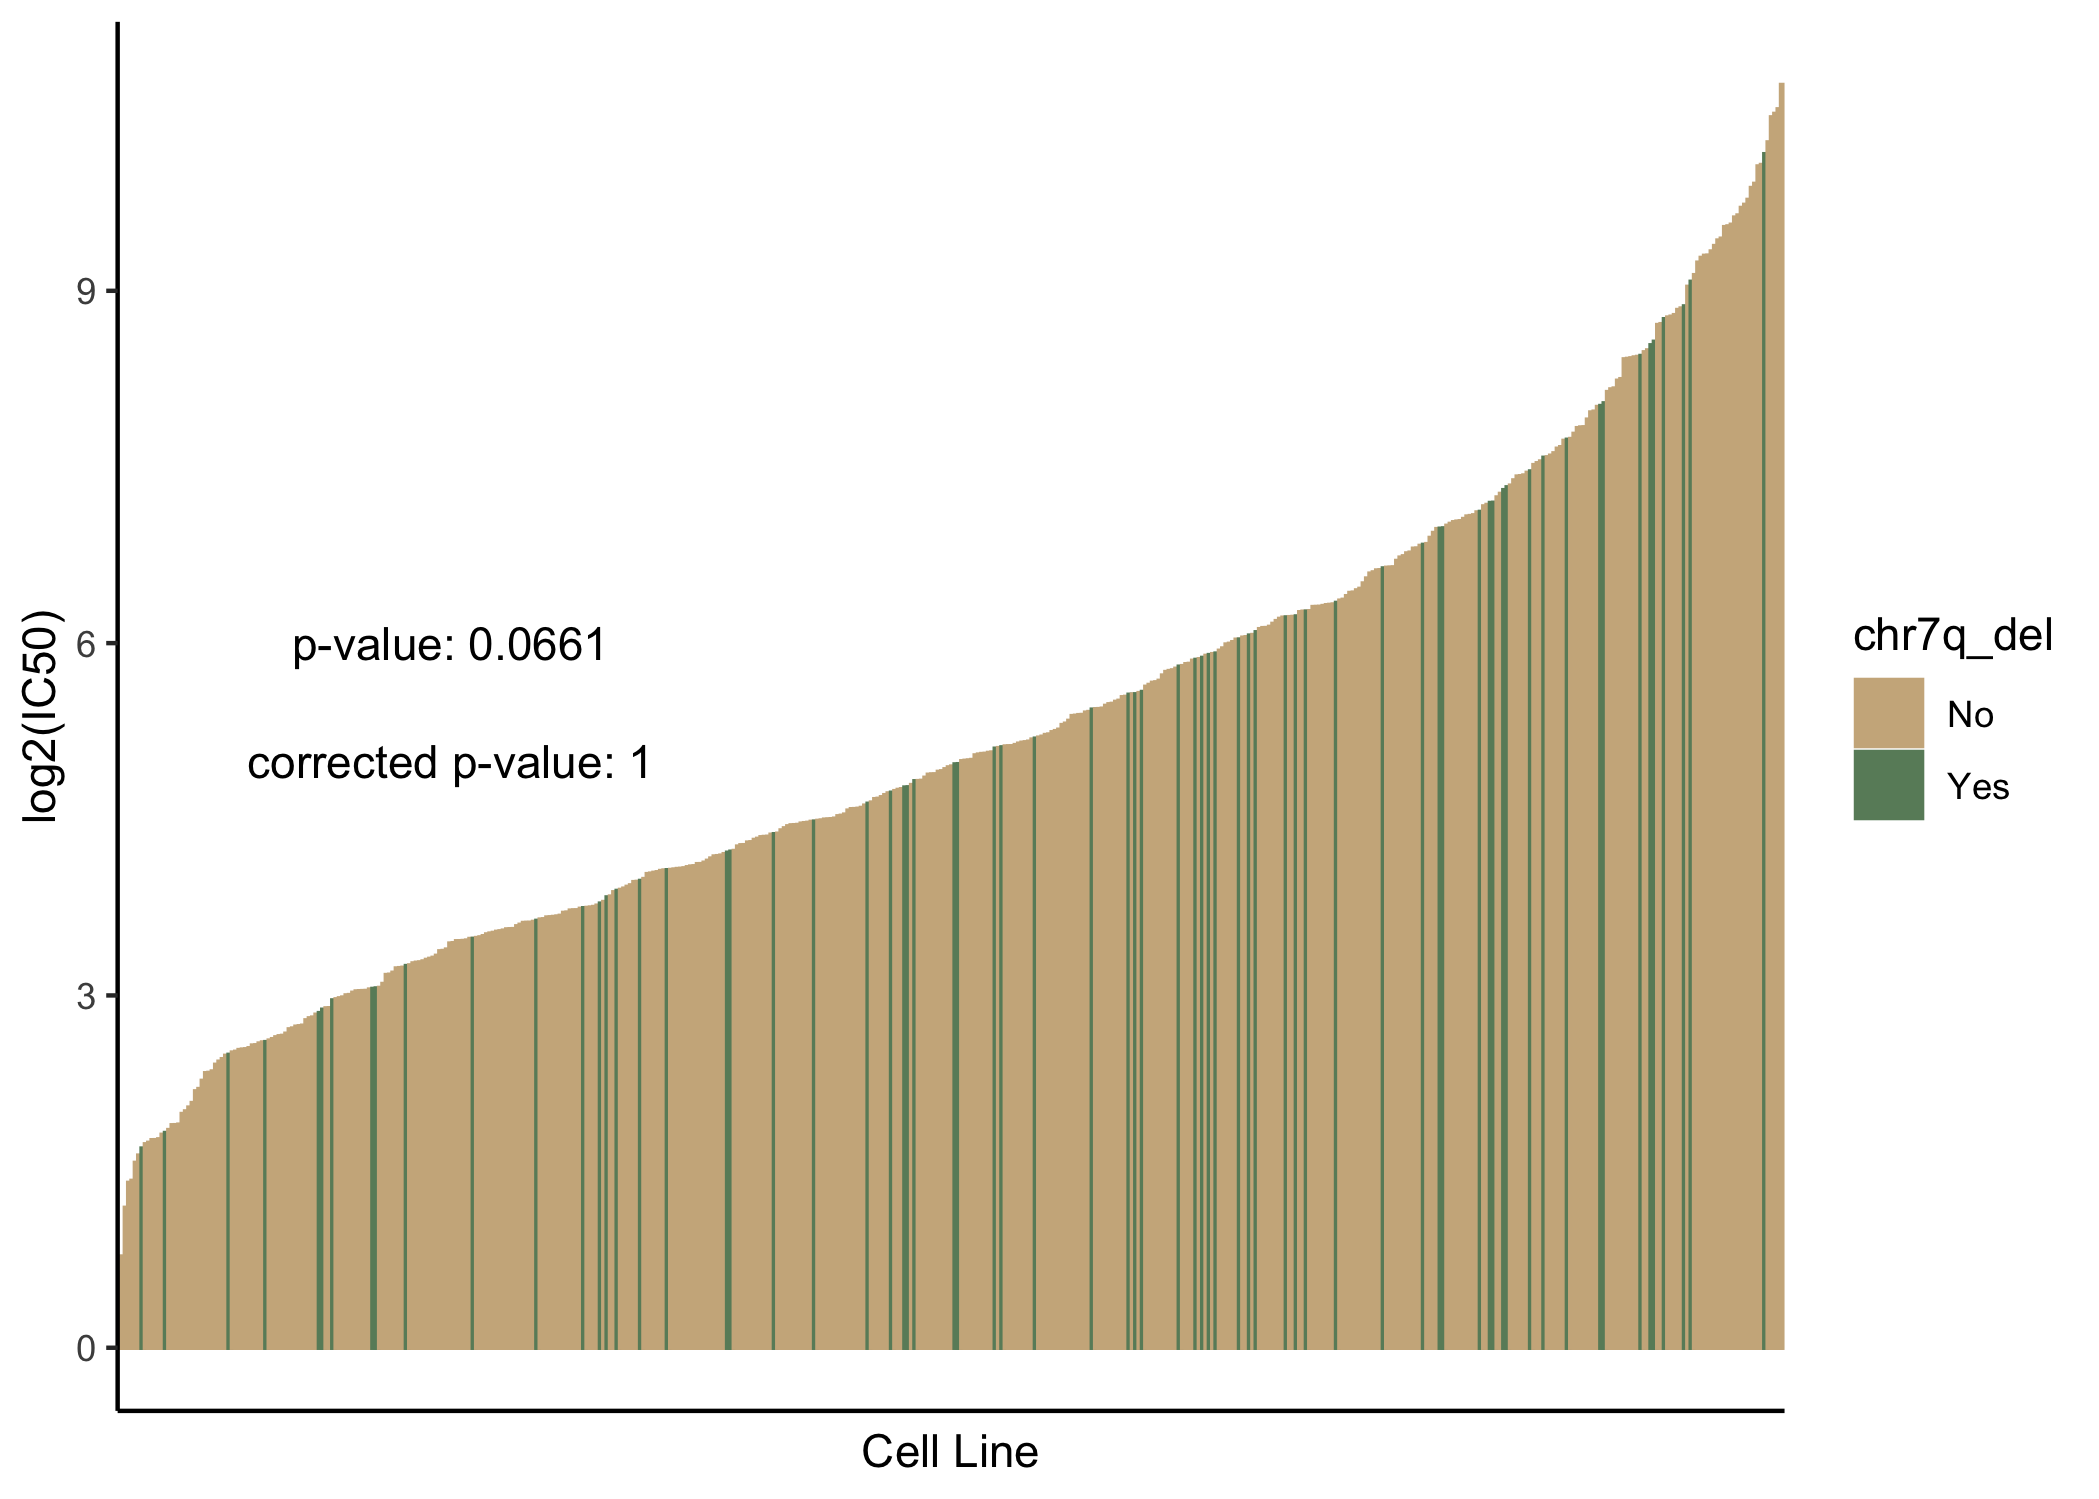 9
6
3
0
log2(IC50)
p-value: 0.0661
corrected p-value: 1
Cell Line
chr7q_del
No
Yes